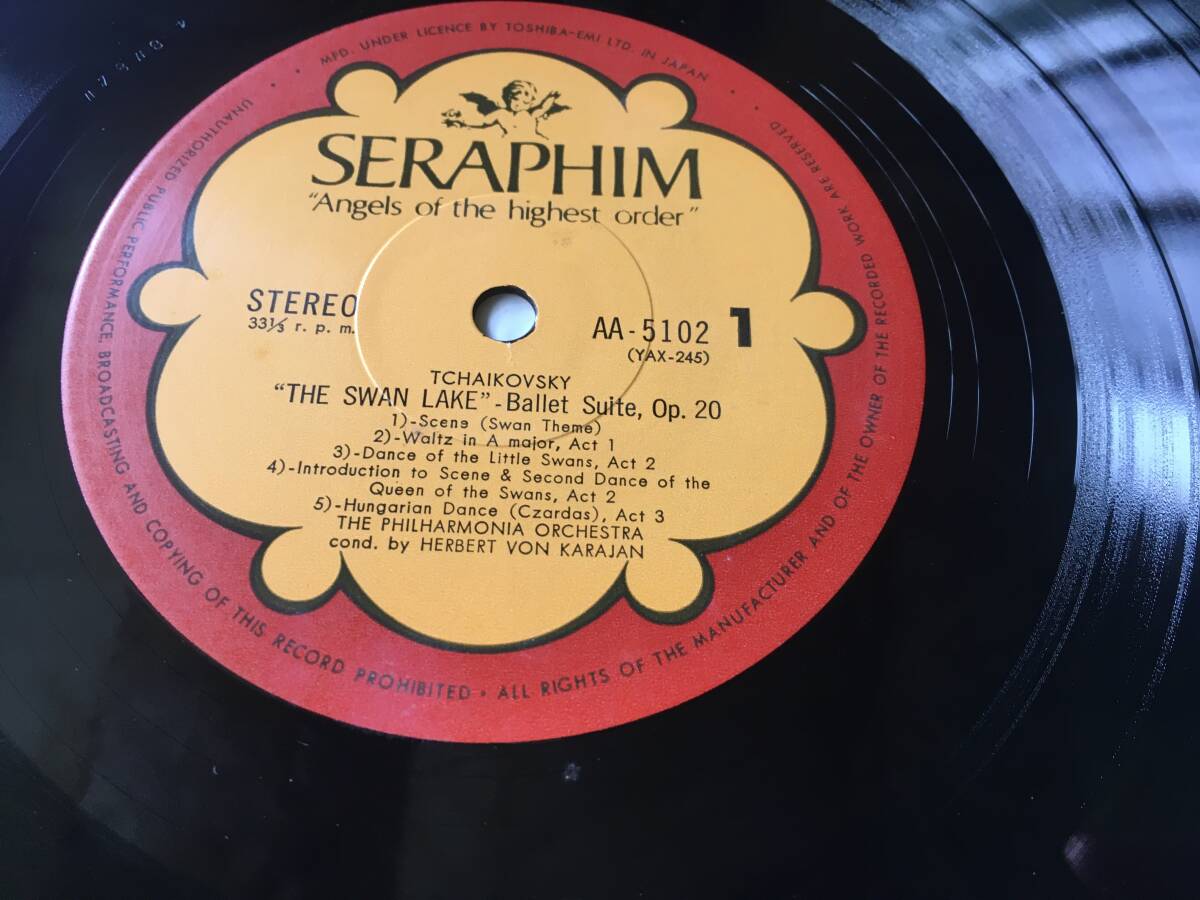 MFD. UNDER LICENCE BY TOSHIBA-EMI LTD. IN JAPAN
SERAPHIM
"Angels of the highest order"
STEREO
33⅓ r. p. m.
AA-5102 1
(YAX-245)
TCHAIKOVSKY
"THE SWAN LAKE"-Ballet Suite, Op. 20
1)-Scene (Swan Theme)
2)-Waltz in A major, Act 1
3)-Dance of the Little Swans, Act 2
4)-Introduction to Scene & Second Dance of the
Queen of the Swans, Act 2
5)-Hungarian Dance (Czardas), Act 3
THE PHILHARMONIA ORCHESTRA
cond. by HERBERT VON KARAJAN
UNAUTHORIZED PUBLIC PERFORMANCE, BROADCASTING AND COPYING OF THIS RECORD PROHIBITED • ALL RIGHTS OF THE MANUFACTURER AND OF THE OWNER OF THE RECORDED WORK ARE RESERVED